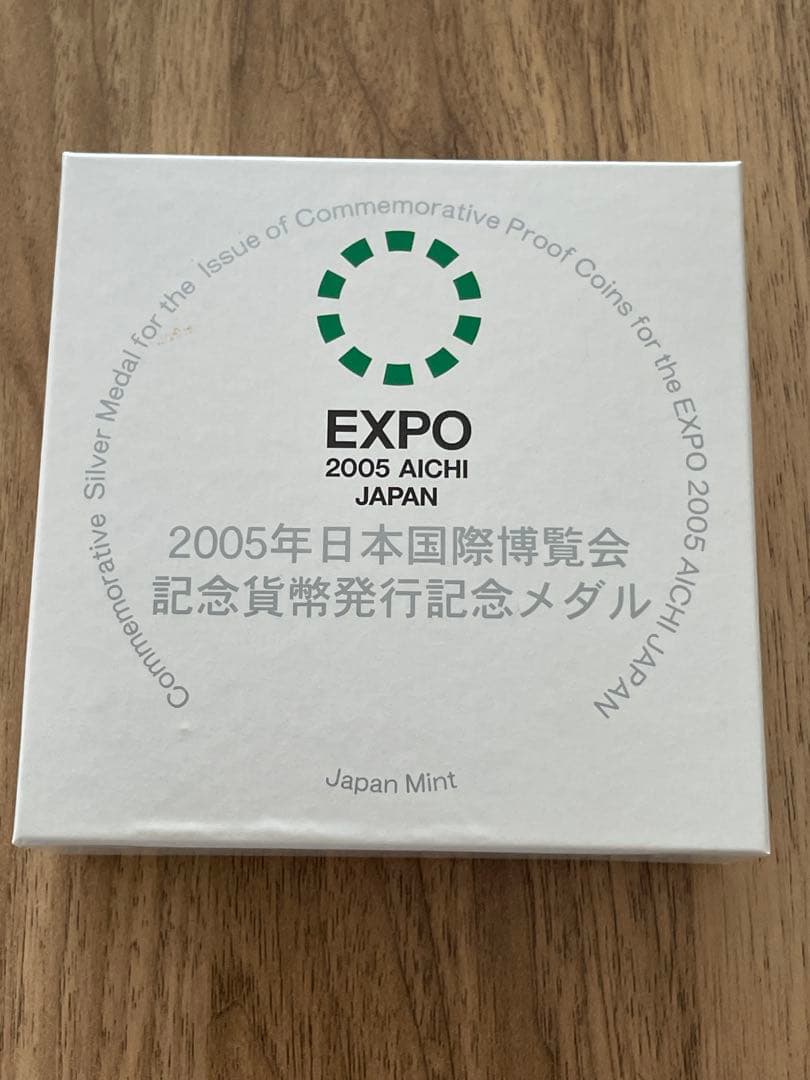 Commemorative Silver Medal for the Issue of Commemorative Proof Coins for the EXPO 2005 AICHI JAPAN
EXPO
2005 AICHI
JAPAN
2005年日本国際博覧会
記念貨幣発行記念メダル
Japan Mint